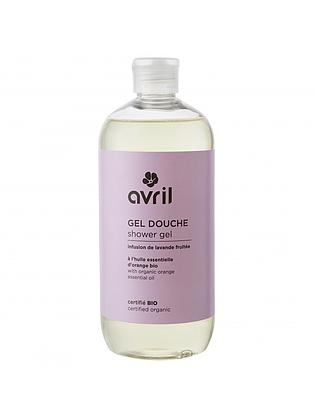 avril
GEL DOUCHE
shower gel
infusion de lavande fruitée
à l'huile essentielle
d'orange bio
with organic orange
essential oil
certifié BIO
certified organic